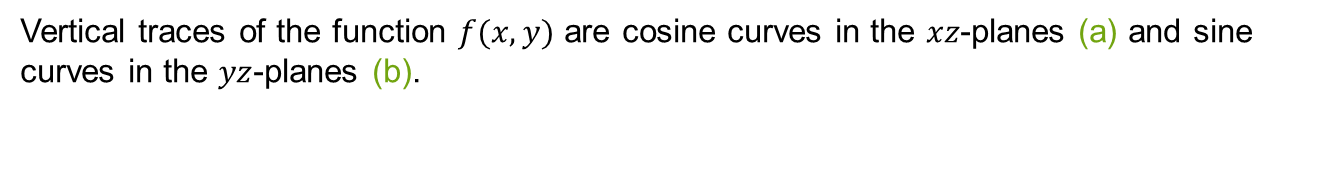 Vertical traces of the function f(x, y) are cosine curves in the xz-planes (a) and sine
curves in the yz-planes (b).